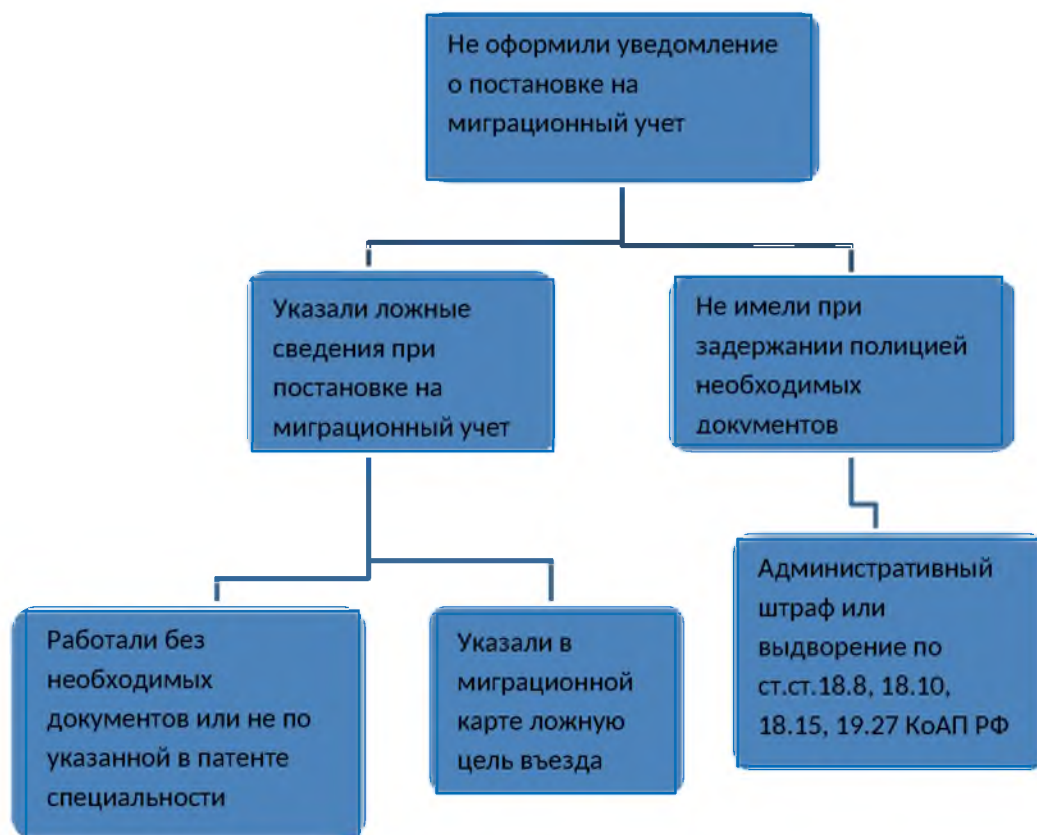 Не оформили уведомление
о постановке на
миграционный учет
Указали ложные
сведения при
постановке на
миграционный учет
Не имели при
задержании полицией
необходимых
документов
Работали без
необходимых
документов или не по
указанной в патенте
специальности
Указали в
миграционной
карте ложную
цель въезда
Административный
штраф или
выдворение по
ст.ст.18.8, 18.10,
18.15, 19.27 КоАП РФ